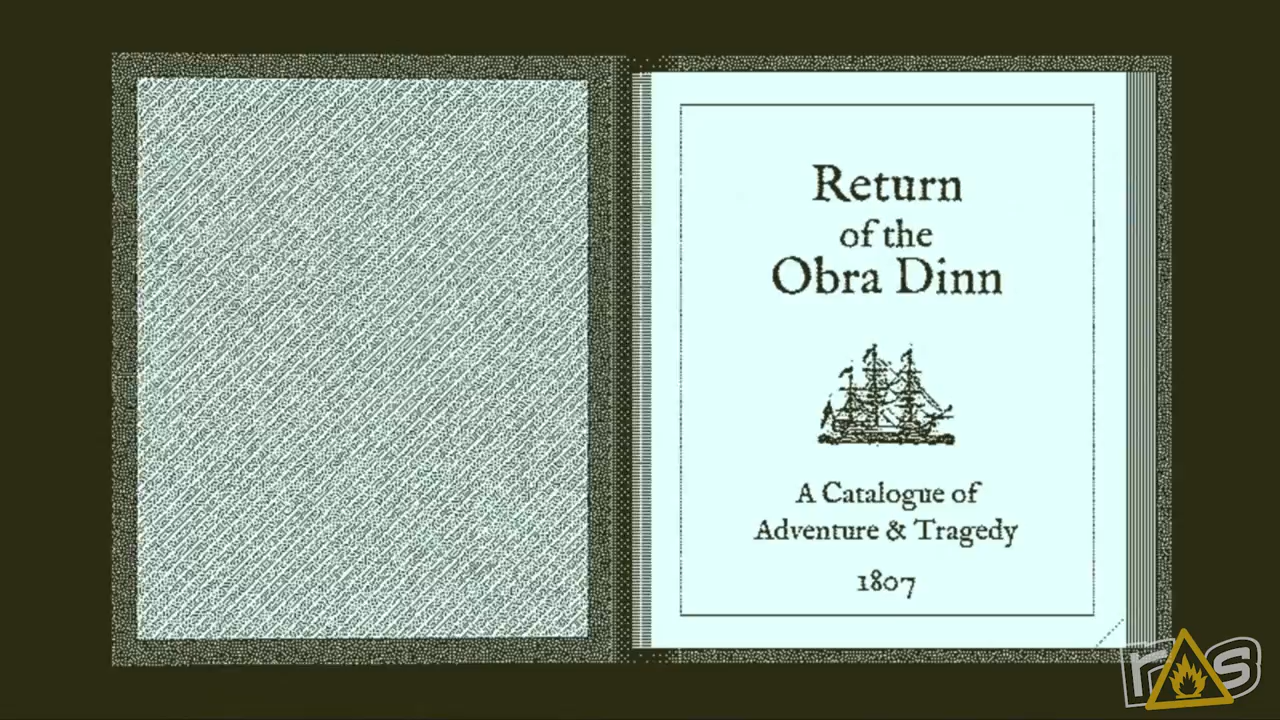 Return
of the
Obra Dinn
A Catalogue of
Adventure & Tragedy
1807